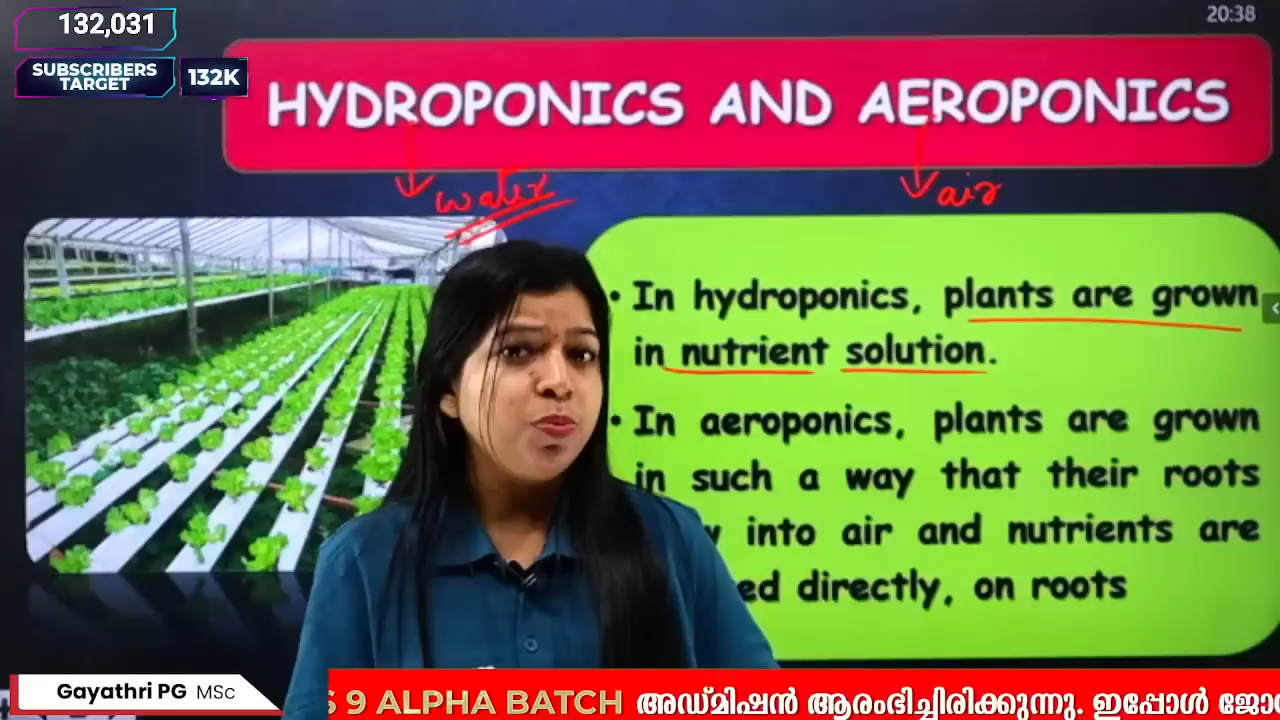 20:38
132,031
SUBSCRIBERS
TARGET
132K
HYDROPONICS AND AEROPONICS
water
air
• In hydroponics, plants are grown
in nutrient solution.
• In aeroponics, plants are grown
in such a way that their roots
into air and nutrients are
directly, on roots
Gayathri PG MSc
9 ALPHA BATCH അഡ്മിഷൻ ആരംഭിച്ചിരിക്കുന്നു. ഇപ്പോൾ